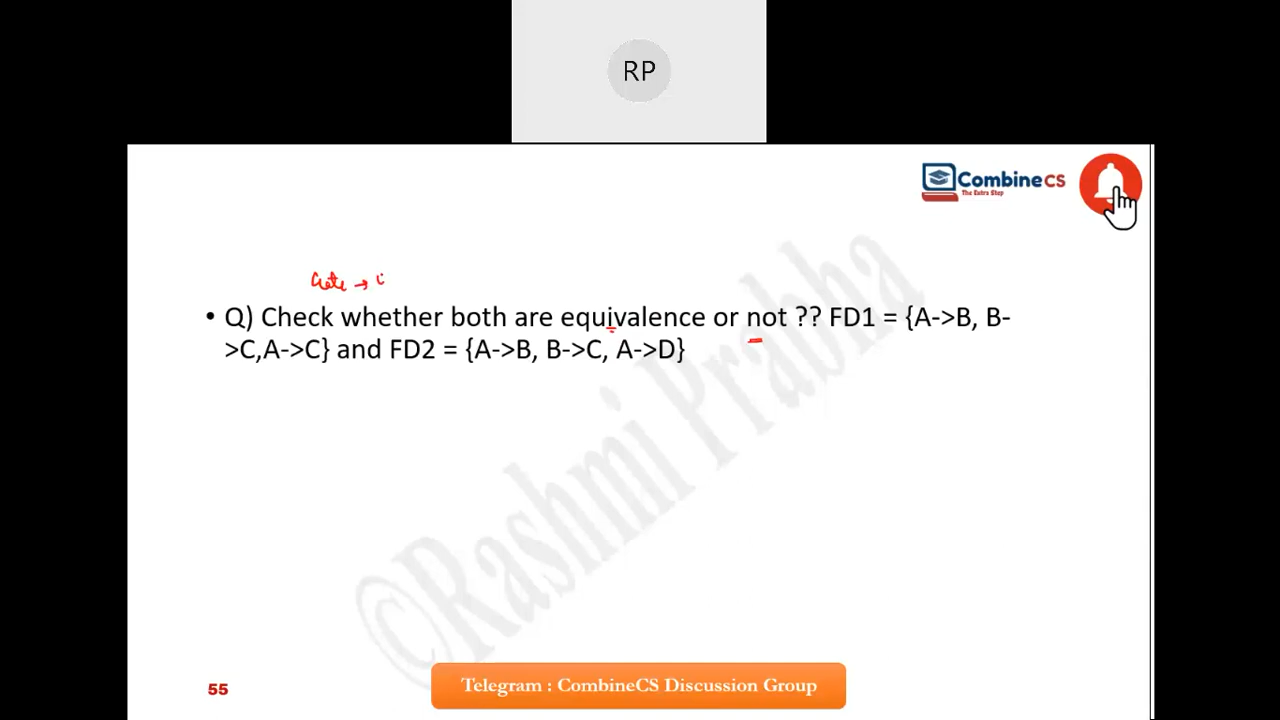 RP
CombineCS
The Extra Step
• Q) Check whether both are equivalence or not ?? FD1 = {A->B, B-
>C,A->C} and FD2 = {A->B, B->C, A->D}
©Rashmi Prabha
55
Telegram : CombineCS Discussion Group